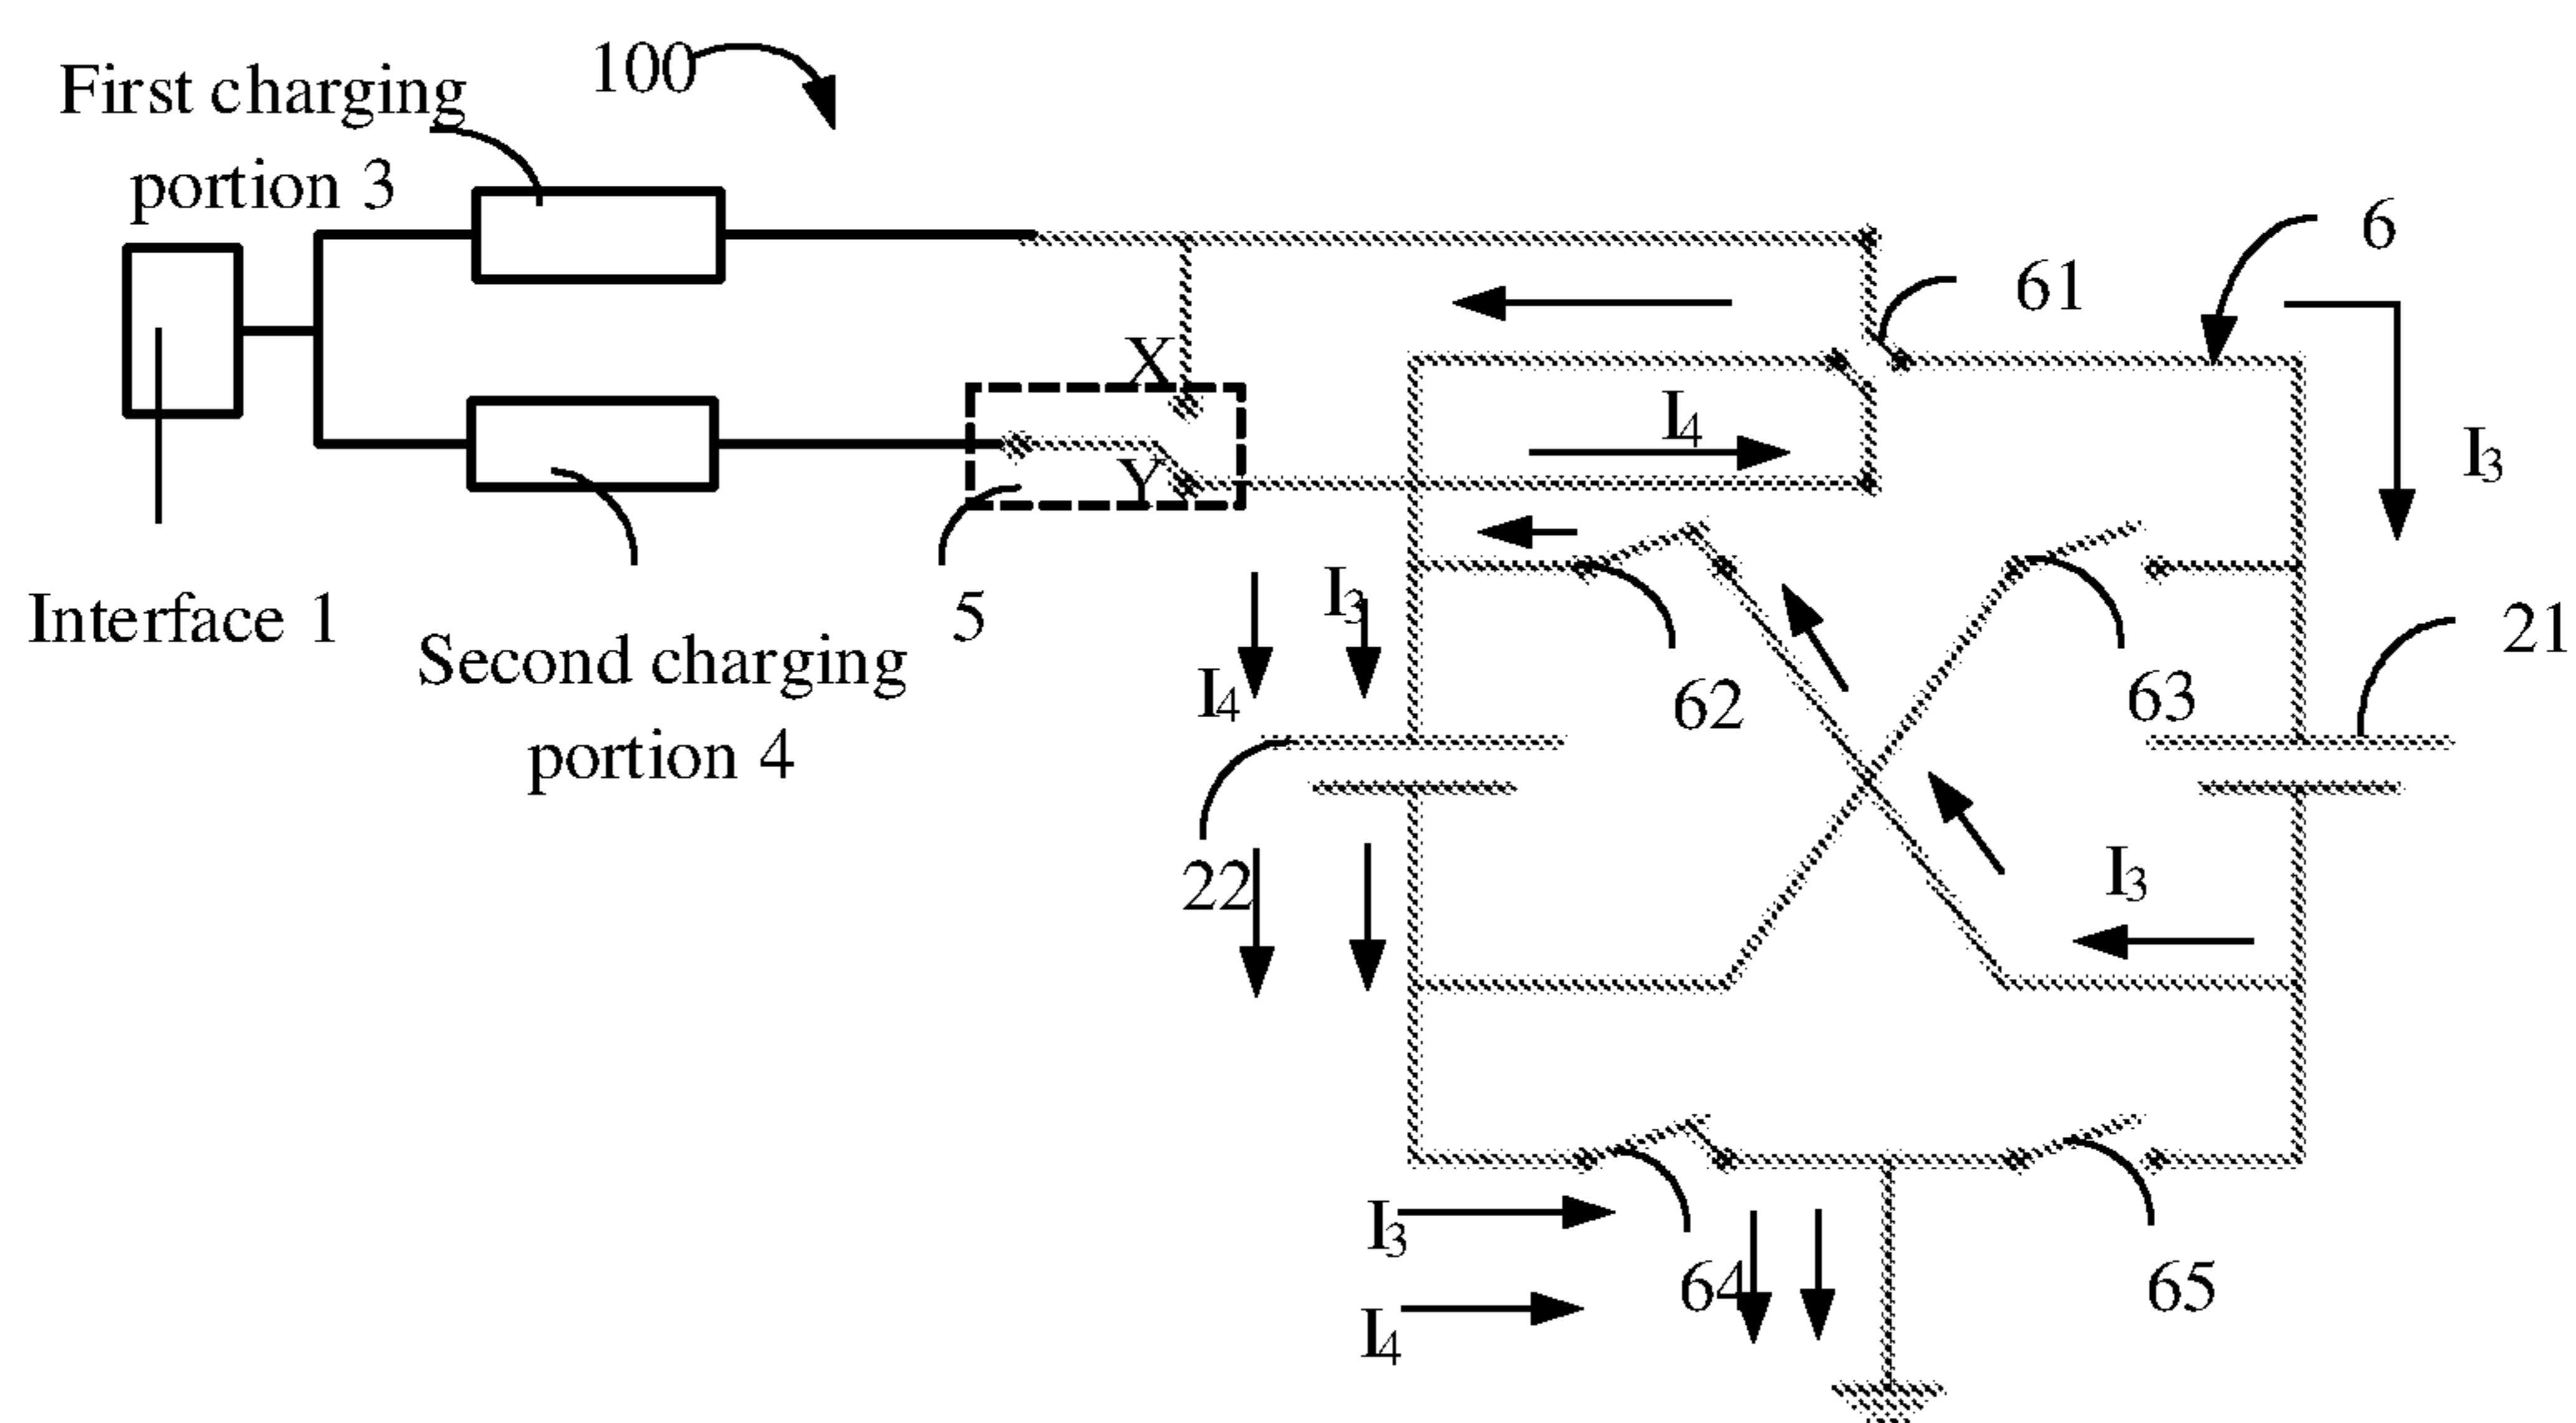 100
First charging
portion 3
6
61
X
I4
I3
Y
Interface 1
5
I3
21
Second charging
portion 4
I4
62
63
22
I3
I3
64
65
I4